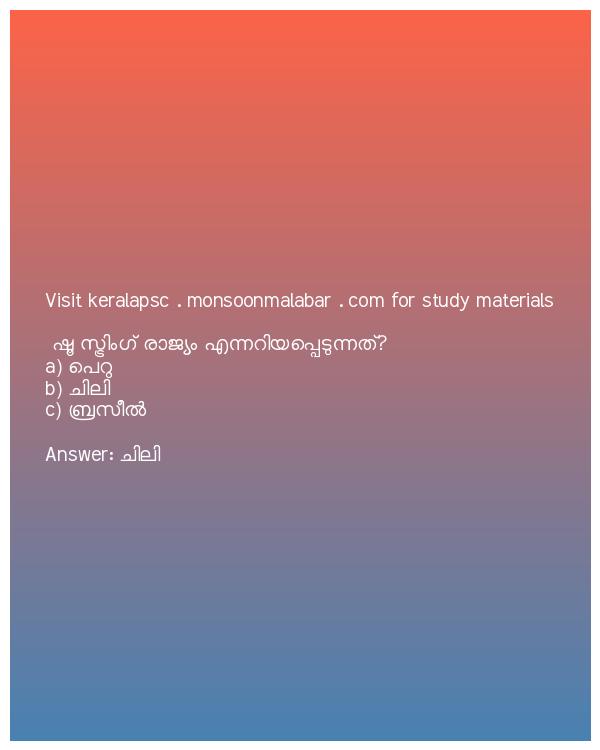 Visit keralapsc . monsoonmalabar . com for study materials
ഷൂ സ്ട്രിംഗ് രാജ്യം എന്നറിയപ്പെടുന്നത്?
a) പെറു
b) ചിലി
c) ബ്രസീൽ
Answer: ചിലി